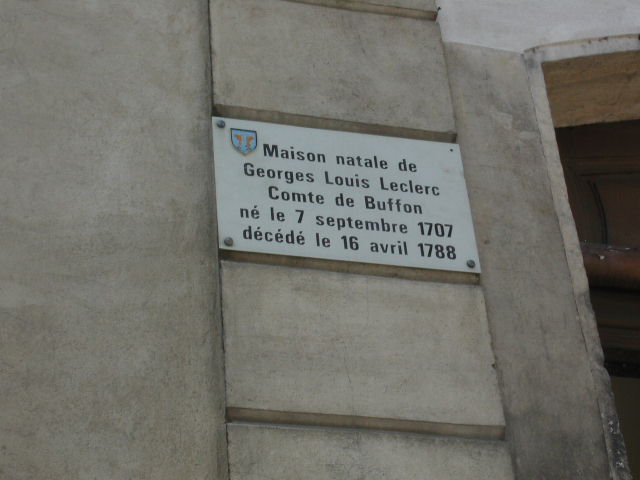 Maison natale de
Georges Louis Leclerc
Comte de Buffon
né le 7 septembre 1707
décédé le 16 avril 1788